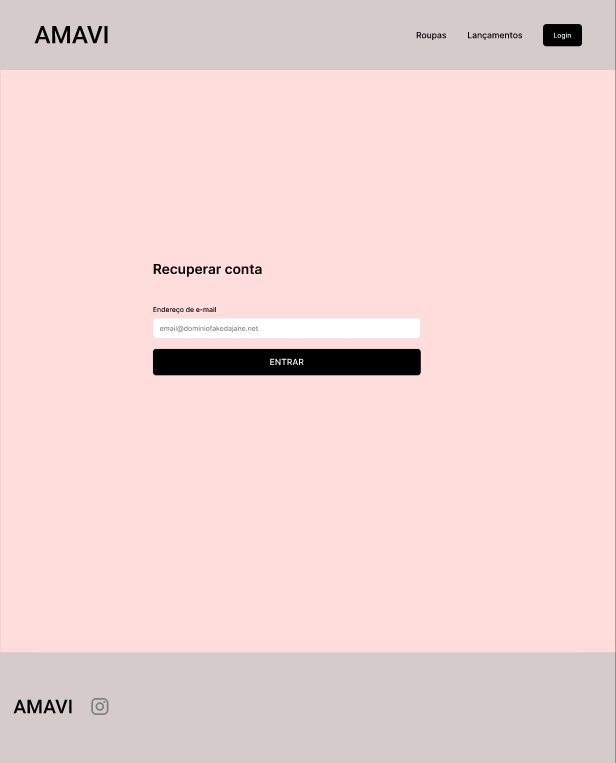 AMAVI
Roupas
Lançamentos
Login
Recuperar conta
Endereço de e-mail
email@dominiofakedajane.net
ENTRAR
AMAVI